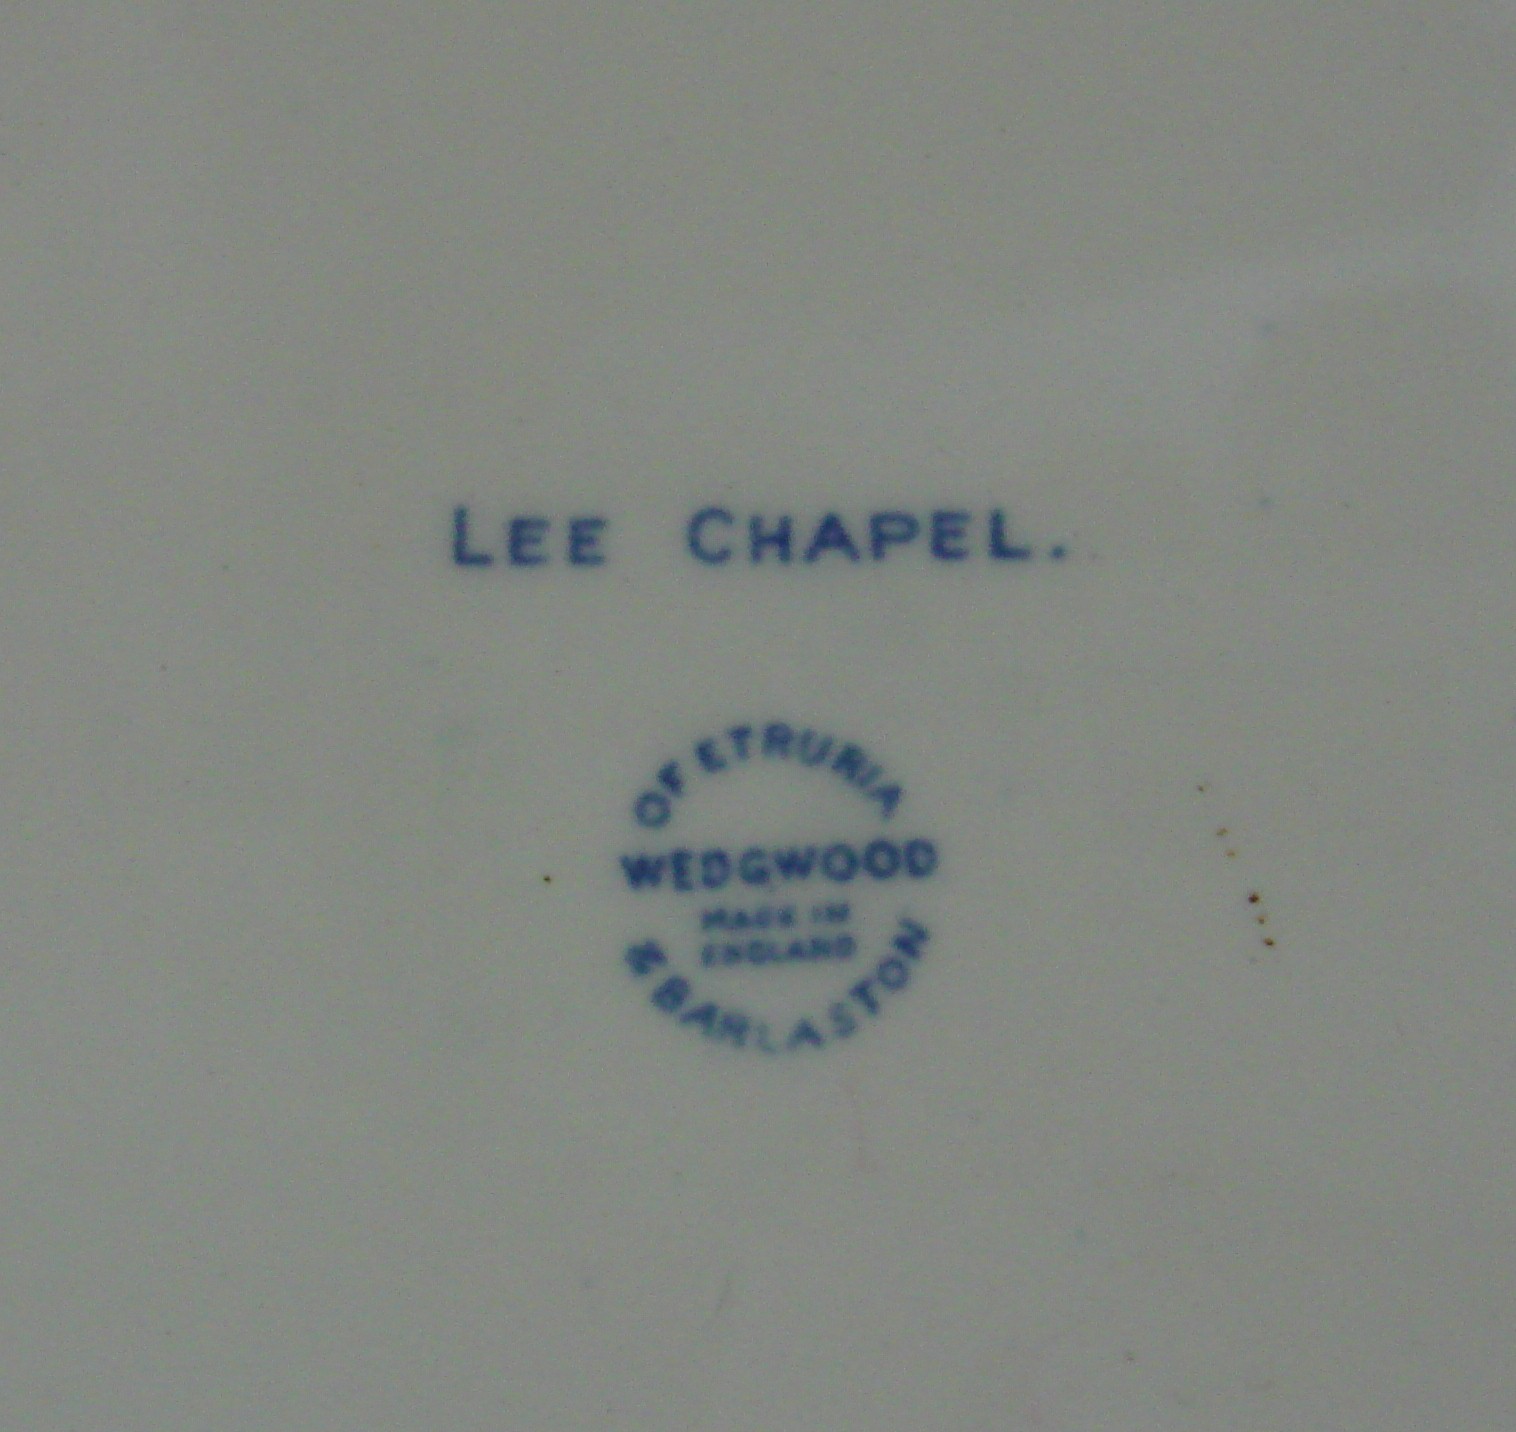 LEE CHAPEL.
OF ETRURIA
WEDGWOOD
MADE IN
ENGLAND
& BARLASTON